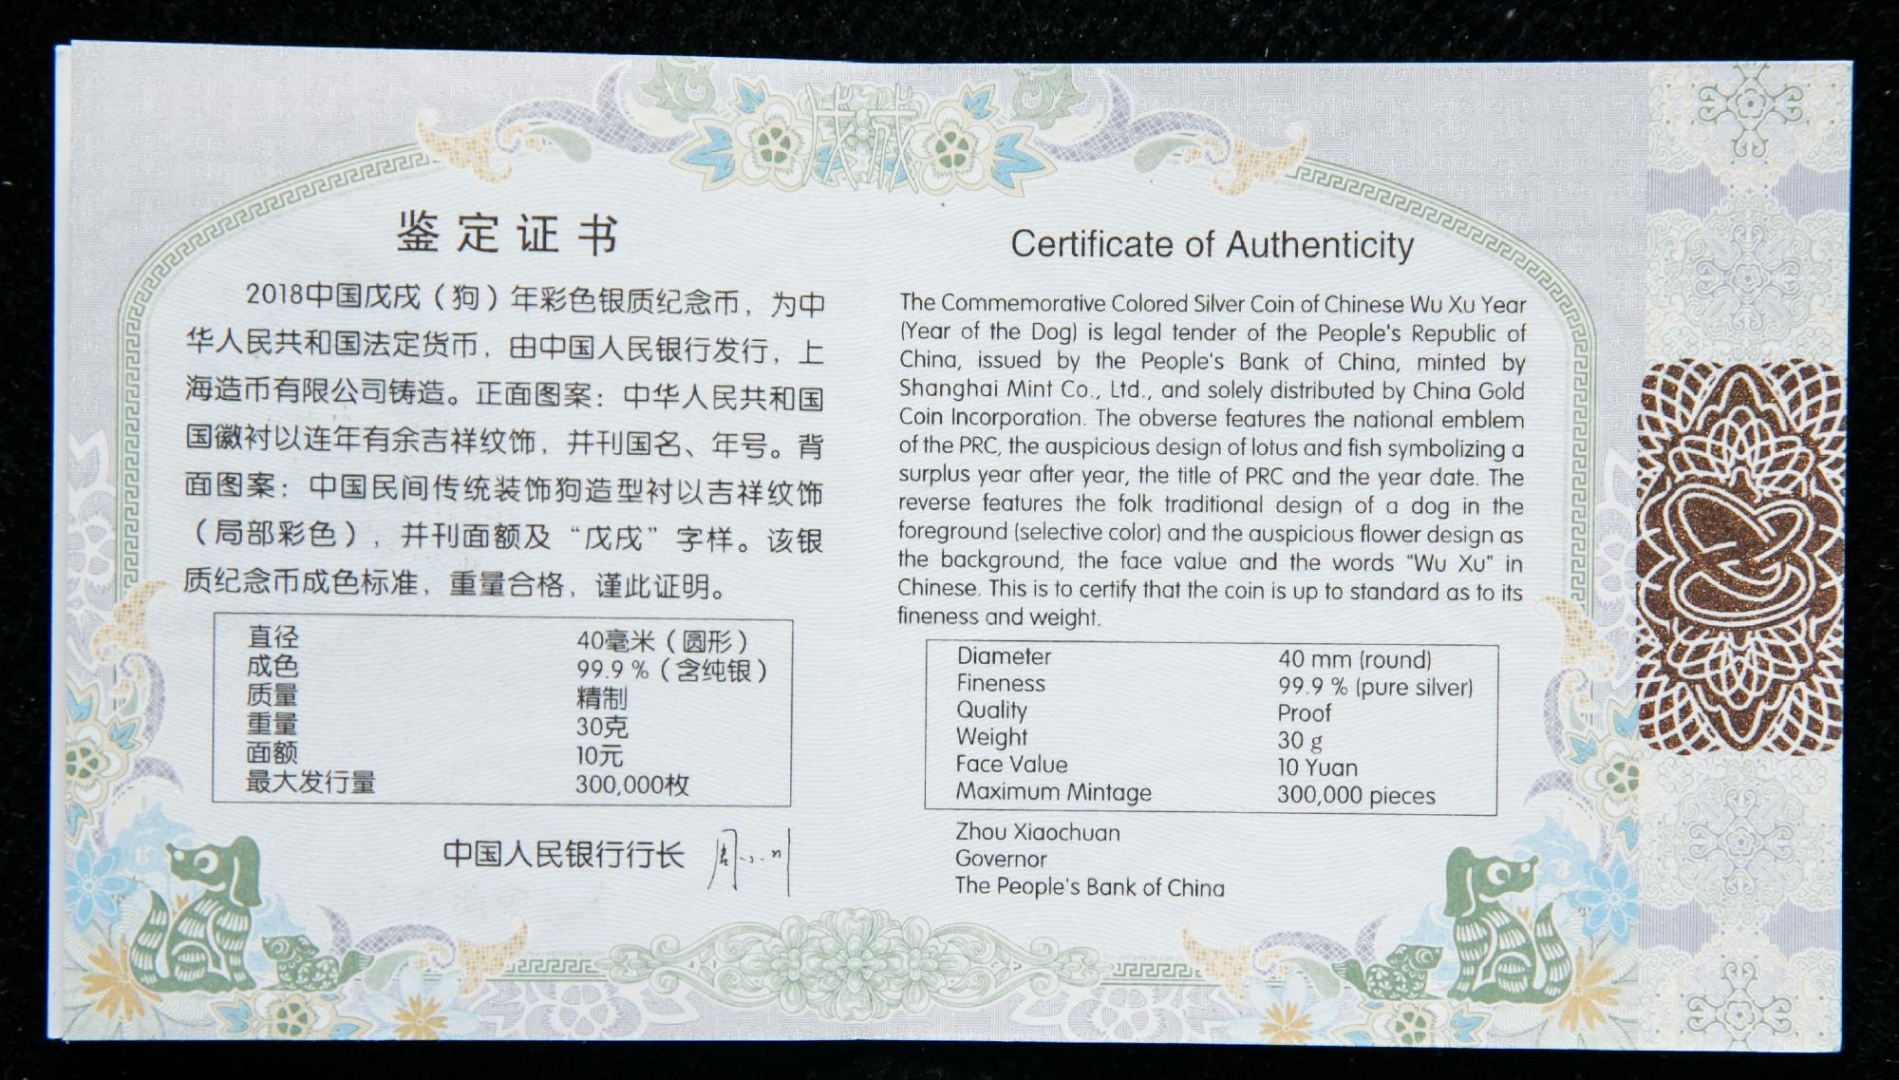 戊戌
鉴定证书
2018中国戊戌（狗）年彩色银质纪念币，为中
华人民共和国法定货币，由中国人民银行发行，上
海造币有限公司铸造。正面图案：中华人民共和国
国徽衬以连年有余吉祥纹饰，并刊国名、年号。背
面图案：中国民间传统装饰狗造型衬以吉祥纹饰
（局部彩色），并刊面额及“戊戌”字样。该银
质纪念币成色标准，重量合格，谨此证明。
直径 40毫米（圆形）
成色 99.9％（含纯银）
质量 精制
重量 30克
面额 10元
最大发行量 300,000枚
中国人民银行行长 周小川
Certificate of Authenticity
The Commemorative Colored Silver Coin of Chinese Wu Xu Year
(Year of the Dog) is legal tender of the People's Republic of
China, issued by the People's Bank of China, minted by
Shanghai Mint Co., Ltd., and solely distributed by China Gold
Coin Incorporation. The obverse features the national emblem
of the PRC, the auspicious design of lotus and fish symbolizing a
surplus year after year, the title of PRC and the year date. The
reverse features the folk traditional design of a dog in the
foreground (selective color) and the auspicious flower design as
the background, the face value and the words "Wu Xu" in
Chinese. This is to certify that the coin is up to standard as to its
fineness and weight.
Diameter 40 mm (round)
Fineness 99.9 % (pure silver)
Quality Proof
Weight 30 g
Face Value 10 Yuan
Maximum Mintage 300,000 pieces
Zhou Xiaochuan
Governor
The People's Bank of China